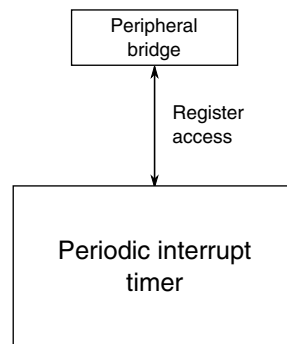 Peripheral
bridge
Register
access
Periodic interrupt
timer